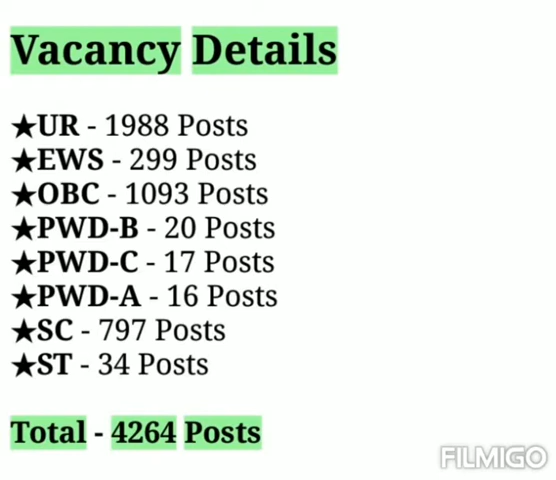 Vacancy Details
★UR - 1988 Posts
★EWS - 299 Posts
★OBC - 1093 Posts
★PWD-B - 20 Posts
★PWD-C - 17 Posts
★PWD-A - 16 Posts
★SC - 797 Posts
★ST - 34 Posts
Total - 4264 Posts
FILMIGO